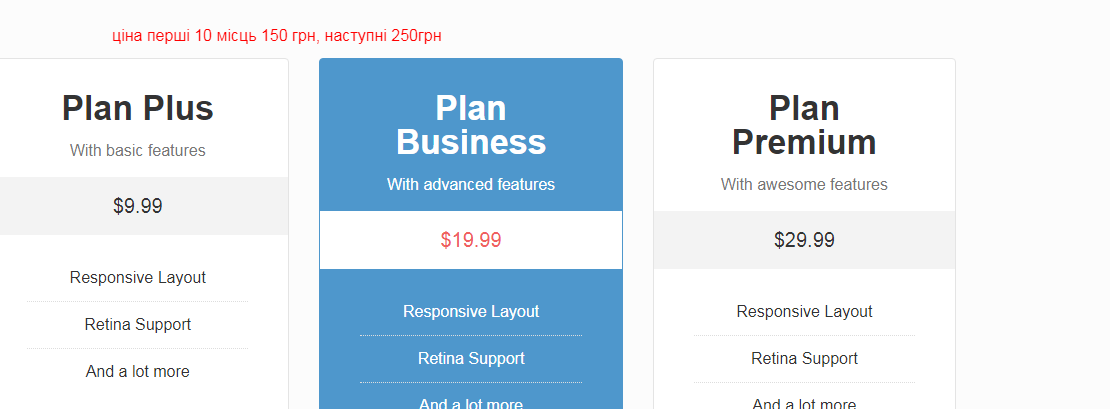 ціна перші 10 місць 150 грн, наступні 250грн
Plan Plus
With basic features
$9.99
Responsive Layout
Retina Support
And a lot more
Plan
Business
With advanced features
$19.99
Responsive Layout
Retina Support
And a lot more
Plan
Premium
With awesome features
$29.99
Responsive Layout
Retina Support
And a lot more